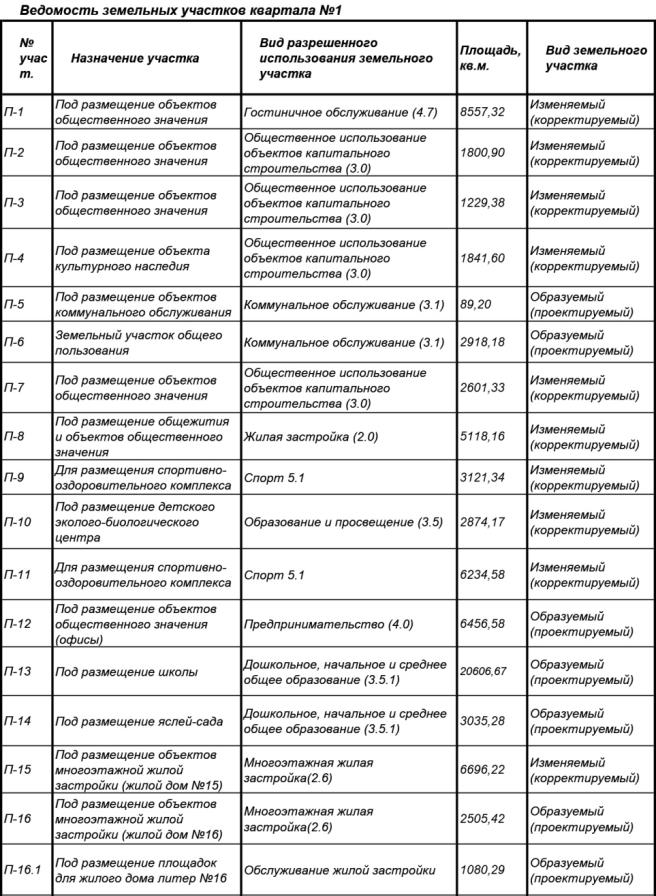 Ведомость земельных участков квартала №1
№
учас
т.
Назначение участка
Вид разрешенного
использования земельного
участка
Площадь,
кв.м.
Вид земельного
участка
П-1
Под размещение объектов
общественного значения
Гостиничное обслуживание (4.7)
8557,32
Изменяемый
(корректируемый)
П-2
Под размещение объектов
общественного значения
Общественное использование
объектов капитального
строительства (3.0)
1800,90
Изменяемый
(корректируемый)
П-3
Под размещение объектов
общественного значения
Общественное использование
объектов капитального
строительства (3.0)
1229,38
Изменяемый
(корректируемый)
П-4
Под размещение объекта
культурного наследия
Общественное использование
объектов капитального
строительства (3.0)
1841,60
Изменяемый
(корректируемый)
П-5
Под размещение объектов
коммунального обслуживания
Коммунальное обслуживание (3.1)
89,20
Образуемый
(проектируемый)
П-6
Земельный участок общего
пользования
Коммунальное обслуживание (3.1)
2918,18
Образуемый
(проектируемый)
П-7
Под размещение объектов
общественного значения
Общественное использование
объектов капитального
строительства (3.0)
2601,33
Изменяемый
(корректируемый)
П-8
Под размещение общежития
и объектов общественного
значения
Жилая застройка (2.0)
5118,16
Изменяемый
(корректируемый)
П-9
Для размещения спортивно-
оздоровительного комплекса
Спорт 5.1
3121,34
Изменяемый
(корректируемый)
П-10
Под размещение детского
эколого-биологического
центра
Образование и просвещение (3.5)
2874,17
Изменяемый
(корректируемый)
П-11
Для размещения спортивно-
оздоровительного комплекса
Спорт 5.1
6234,58
Изменяемый
(корректируемый)
П-12
Под размещение объектов
общественного значения
(офисы)
Предпринимательство (4.0)
6456,58
Образуемый
(проектируемый)
П-13
Под размещение школы
Дошкольное, начальное и среднее
общее образование (3.5.1)
20606,67
Образуемый
(проектируемый)
П-14
Под размещение яслей-сада
Дошкольное, начальное и среднее
общее образование (3.5.1)
3035,28
Образуемый
(проектируемый)
П-15
Под размещение объектов
многоэтажной жилой
застройки (жилой дом №15)
Многоэтажная жилая
застройка(2.6)
6696,22
Изменяемый
(корректируемый)
П-16
Под размещение объектов
многоэтажной жилой
застройки (жилой дом №16)
Многоэтажная жилая
застройка(2.6)
2505,42
Образуемый
(проектируемый)
П-16.1
Под размещение площадок
для жилого дома литер №16
Обслуживание жилой застройки
1080,29
Образуемый
(проектируемый)